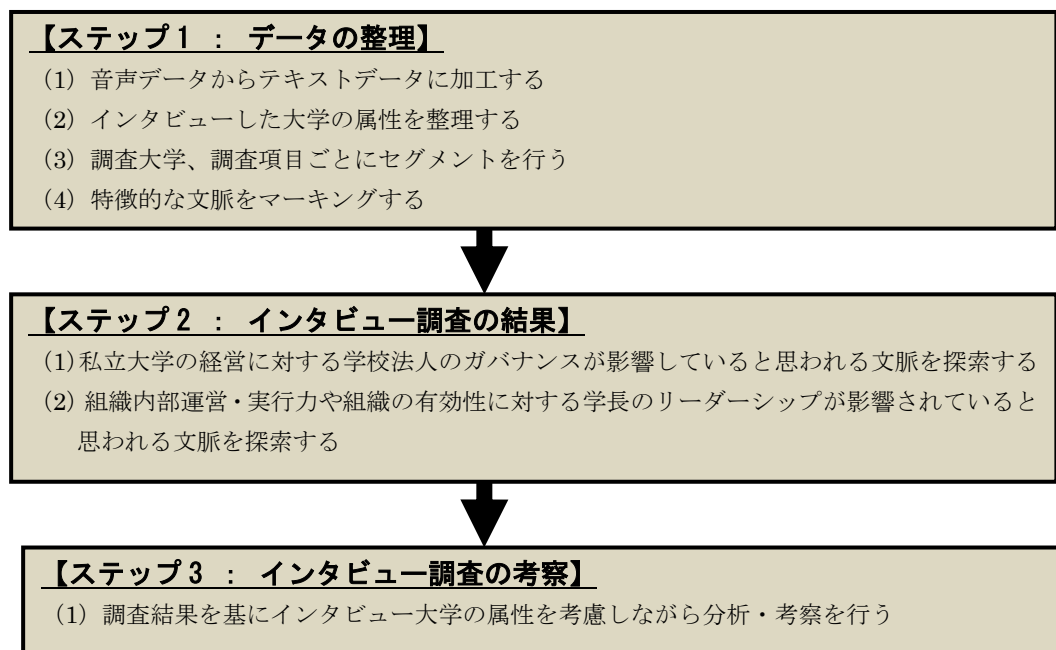 【ステップ1 : データの整理】
(1) 音声データからテキストデータに加工する
(2) インタビューした大学の属性を整理する
(3) 調査大学、調査項目ごとにセグメントを行う
(4) 特徴的な文脈をマーキングする
【ステップ2 : インタビュー調査の結果】
(1)私立大学の経営に対する学校法人のガバナンスが影響していると思われる文脈を探索する
(2) 組織内部運営・実行力や組織の有効性に対する学長のリーダーシップが影響されていると
思われる文脈を探索する
【ステップ3 : インタビュー調査の考察】
(1) 調査結果を基にインタビュー大学の属性を考慮しながら分析・考察を行う